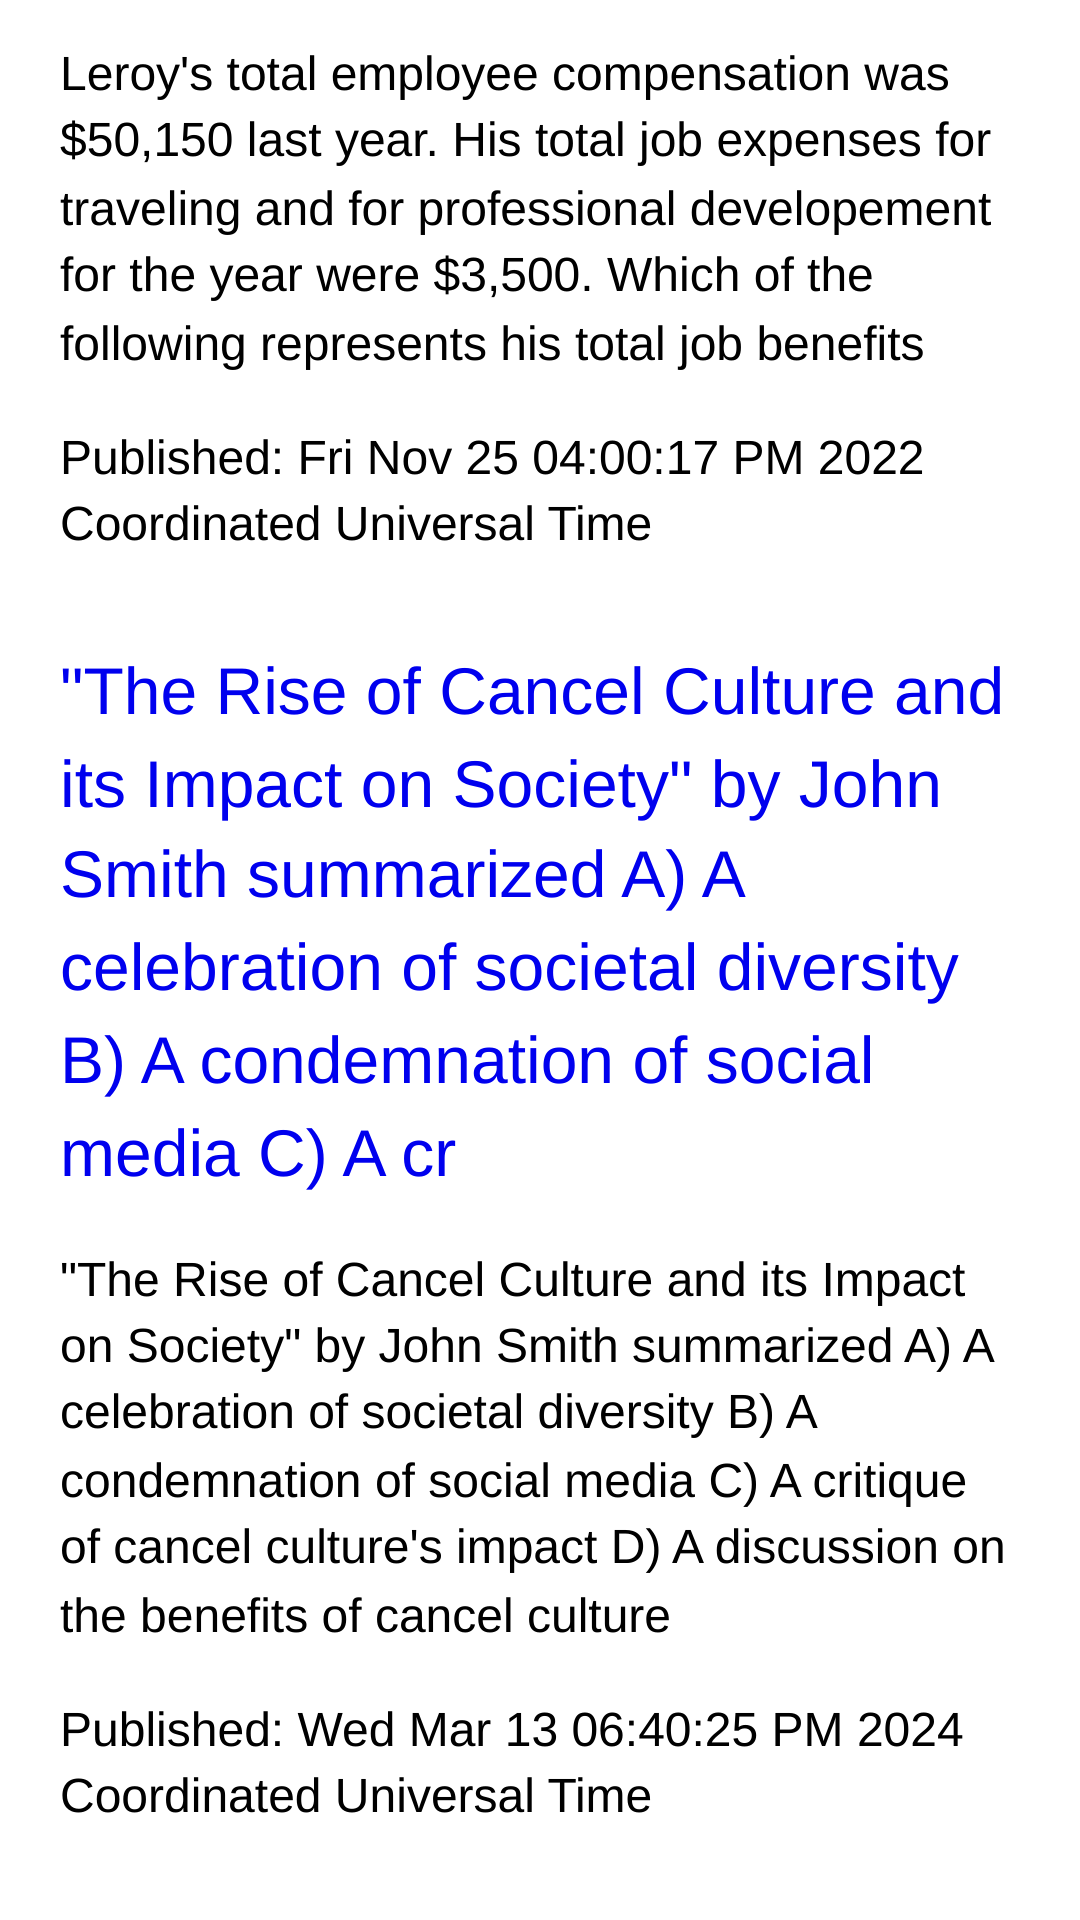 Leroy's total employee compensation was
$50,150 last year. His total job expenses for
traveling and for professional developement
for the year were $3,500. Which of the
following represents his total job benefits
Published: Fri Nov 25 04:00:17 PM 2022
Coordinated Universal Time
"The Rise of Cancel Culture and
its Impact on Society" by John
Smith summarized A) A
celebration of societal diversity
B) A condemnation of social
media C) A cr
"The Rise of Cancel Culture and its Impact
on Society" by John Smith summarized A) A
celebration of societal diversity B) A
condemnation of social media C) A critique
of cancel culture's impact D) A discussion on
the benefits of cancel culture
Published: Wed Mar 13 06:40:25 PM 2024
Coordinated Universal Time